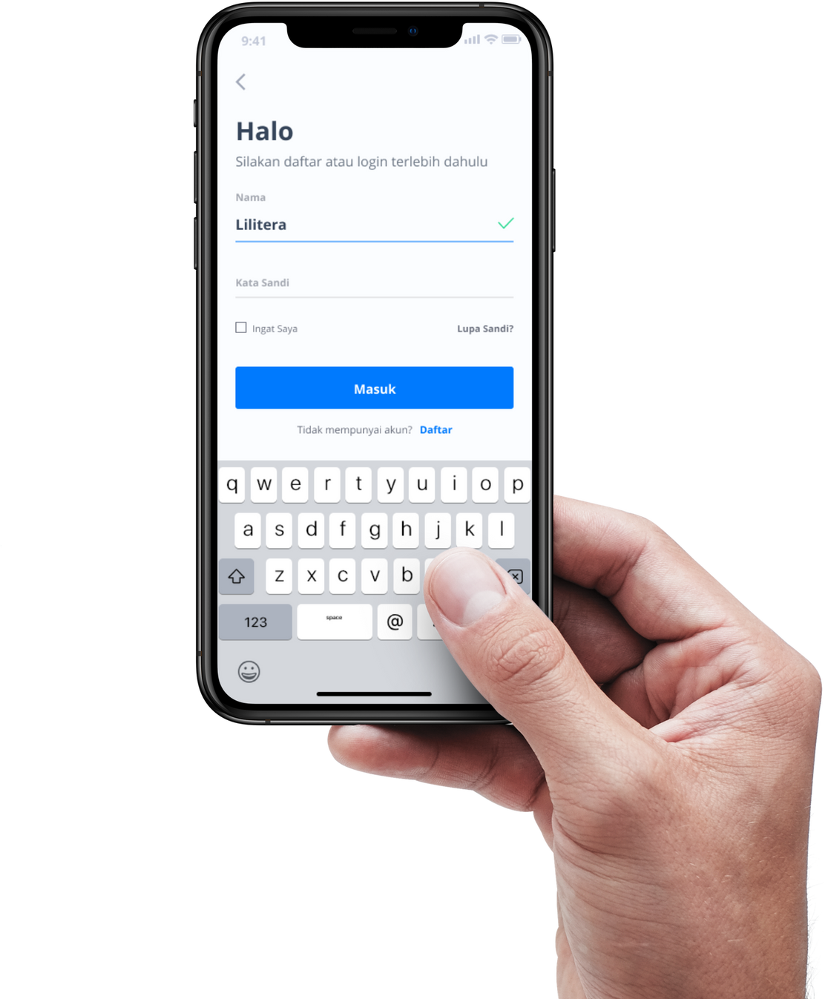 9:41
Halo
Silakan daftar atau login terlebih dahulu
Nama
Lilitera
Kata Sandi
Ingat Saya Lupa Sandi?
Masuk
Tidak mempunyai akun? Daftar
q w e r t y u i o p
a s d f g h j k l
z x c v b
123 space @